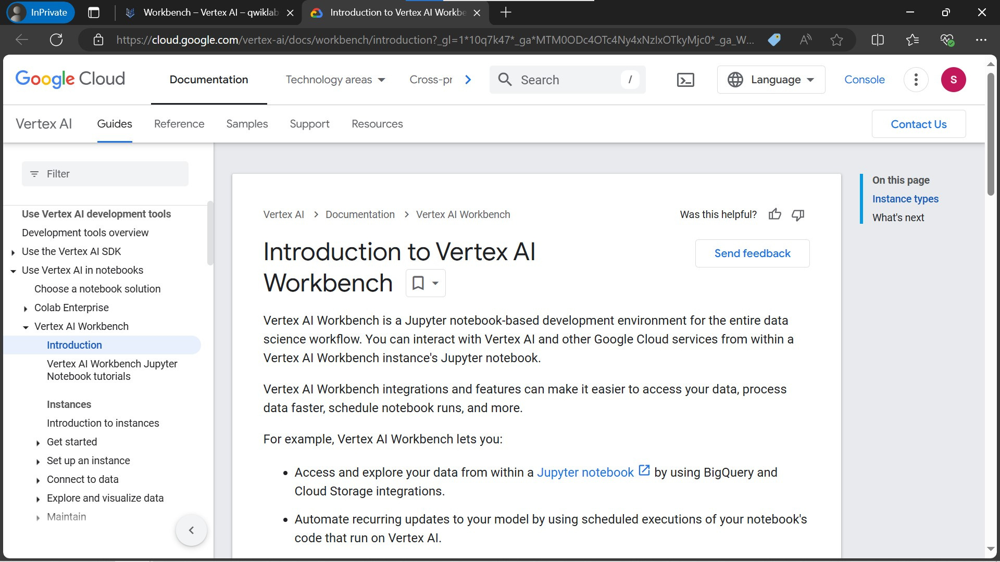 InPrivate
Workbench – Vertex AI – qwiklab
Introduction to Vertex AI Workbe
https://cloud.google.com/vertex-ai/docs/workbench/introduction?_gl=1*10q7k47*_ga*MTM0ODc4OTc4Ny4xNzIxOTkyMjc0*_ga_W...
Google Cloud
Documentation
Technology areas
Cross-pr
Search
/
Language
Console
S
Vertex AI
Guides
Reference
Samples
Support
Resources
Contact Us
Filter
Use Vertex AI development tools
Development tools overview
Use the Vertex AI SDK
Use Vertex AI in notebooks
Choose a notebook solution
Colab Enterprise
Vertex AI Workbench
Introduction
Vertex AI Workbench Jupyter
Notebook tutorials
Instances
Introduction to instances
Get started
Set up an instance
Connect to data
Explore and visualize data
Maintain
Vertex AI > Documentation > Vertex AI Workbench
Was this helpful?
Introduction to Vertex AI
Workbench
Send feedback
Vertex AI Workbench is a Jupyter notebook-based development environment for the entire data
science workflow. You can interact with Vertex AI and other Google Cloud services from within a
Vertex AI Workbench instance's Jupyter notebook.
Vertex AI Workbench integrations and features can make it easier to access your data, process
data faster, schedule notebook runs, and more.
For example, Vertex AI Workbench lets you:
• Access and explore your data from within a Jupyter notebook by using BigQuery and
Cloud Storage integrations.
• Automate recurring updates to your model by using scheduled executions of your notebook's
code that run on Vertex AI.
On this page
Instance types
What's next